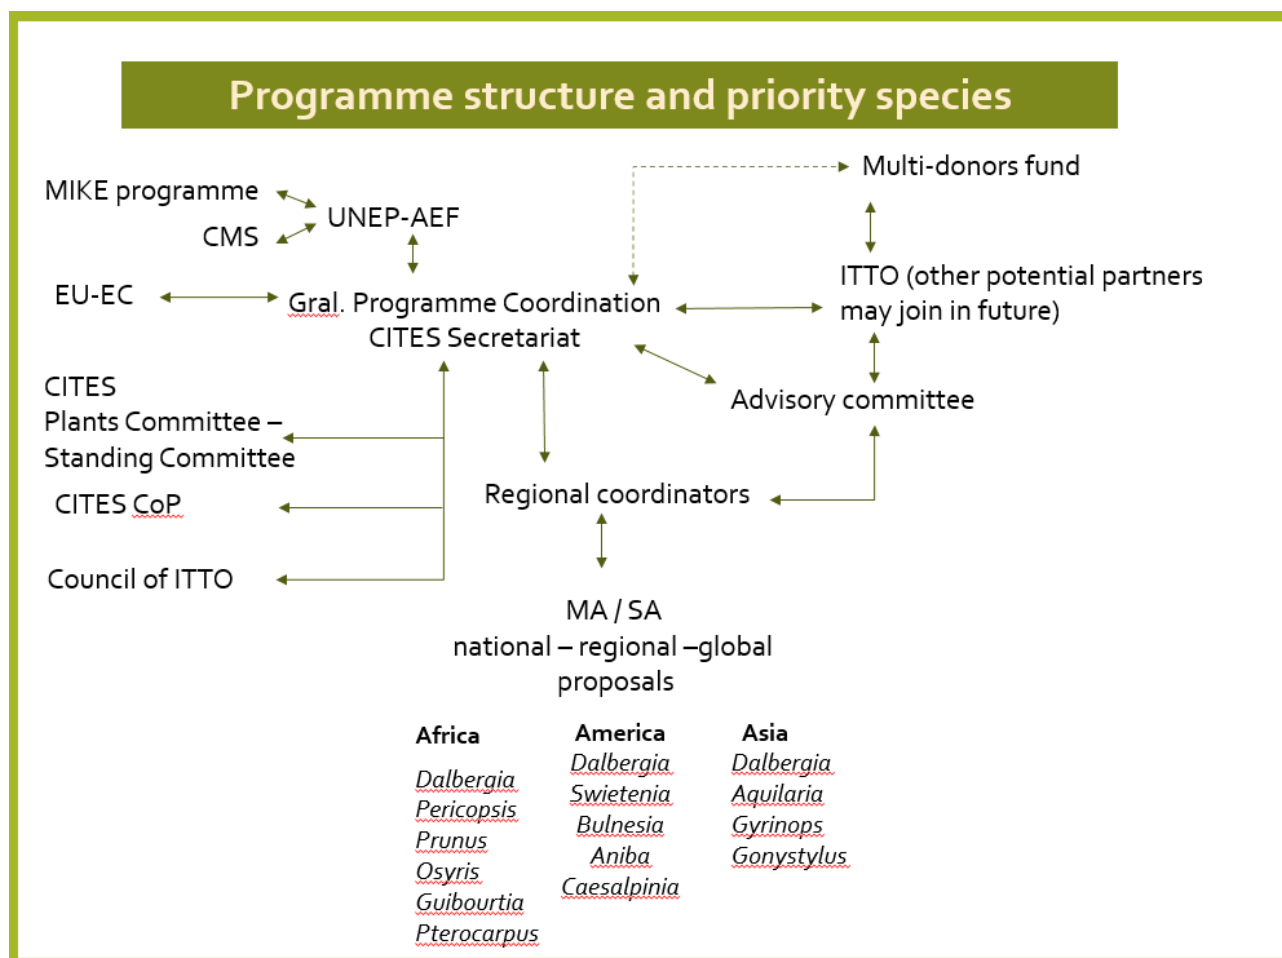 Programme structure and priority species
MIKE programme
CMS
UNEP-AEF
EU-EC
Gral. Programme Coordination
CITES Secretariat
Multi-donors fund
ITTO (other potential partners
may join in future)
Advisory committee
CITES
Plants Committee –
Standing Committee
CITES CoP
Council of ITTO
Regional coordinators
MA / SA
national – regional –global
proposals
Africa
Dalbergia
Pericopsis
Prunus
Osyris
Guibourtia
Pterocarpus
America
Dalbergia
Swietenia
Bulnesia
Aniba
Caesalpinia
Asia
Dalbergia
Aquilaria
Gyrinops
Gonystylus